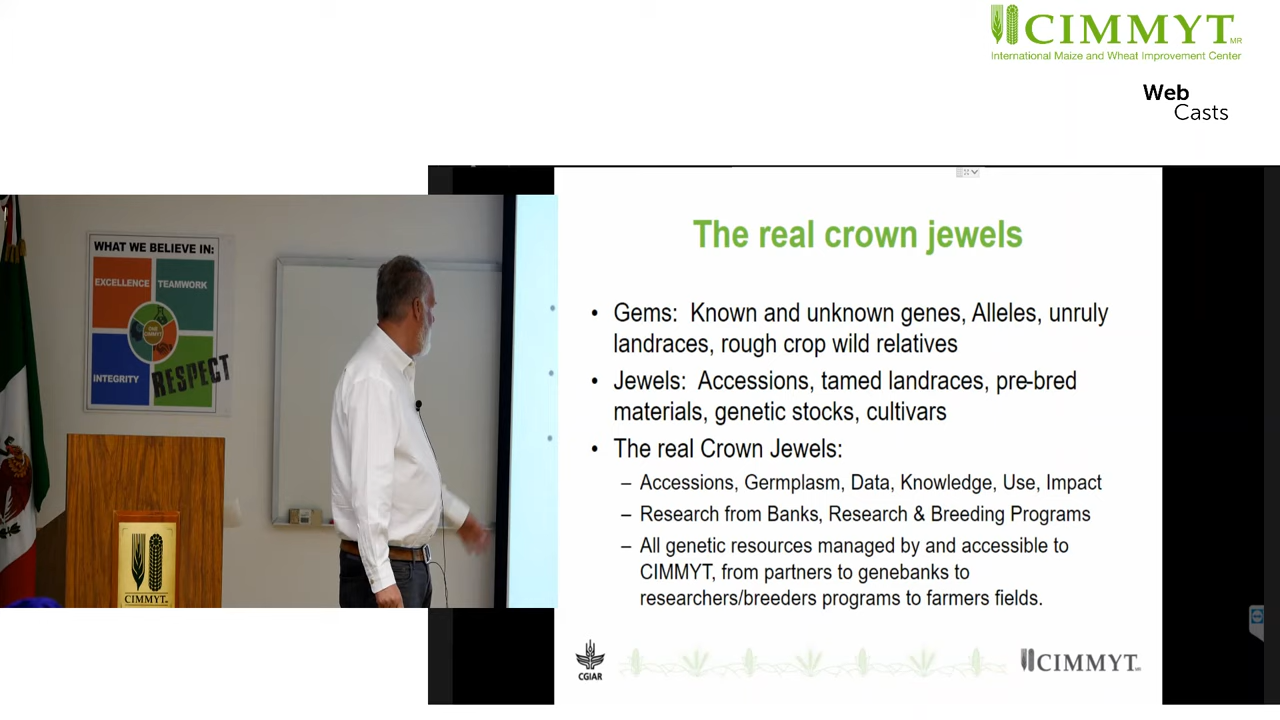 CIMMYT MR
International Maize and Wheat Improvement Center
Web
Casts
WHAT WE BELIEVE IN:
EXCELLENCE
TEAMWORK
INTEGRITY
RESPECT
CIMMYT
The real crown jewels
• Gems: Known and unknown genes, Alleles, unruly
landraces, rough crop wild relatives
• Jewels: Accessions, tamed landraces, pre-bred
materials, genetic stocks, cultivars
• The real Crown Jewels:
– Accessions, Germplasm, Data, Knowledge, Use, Impact
– Research from Banks, Research & Breeding Programs
– All genetic resources managed by and accessible to
CIMMYT, from partners to genebanks to
researchers/breeders programs to farmers fields.
CGIAR
CIMMYT